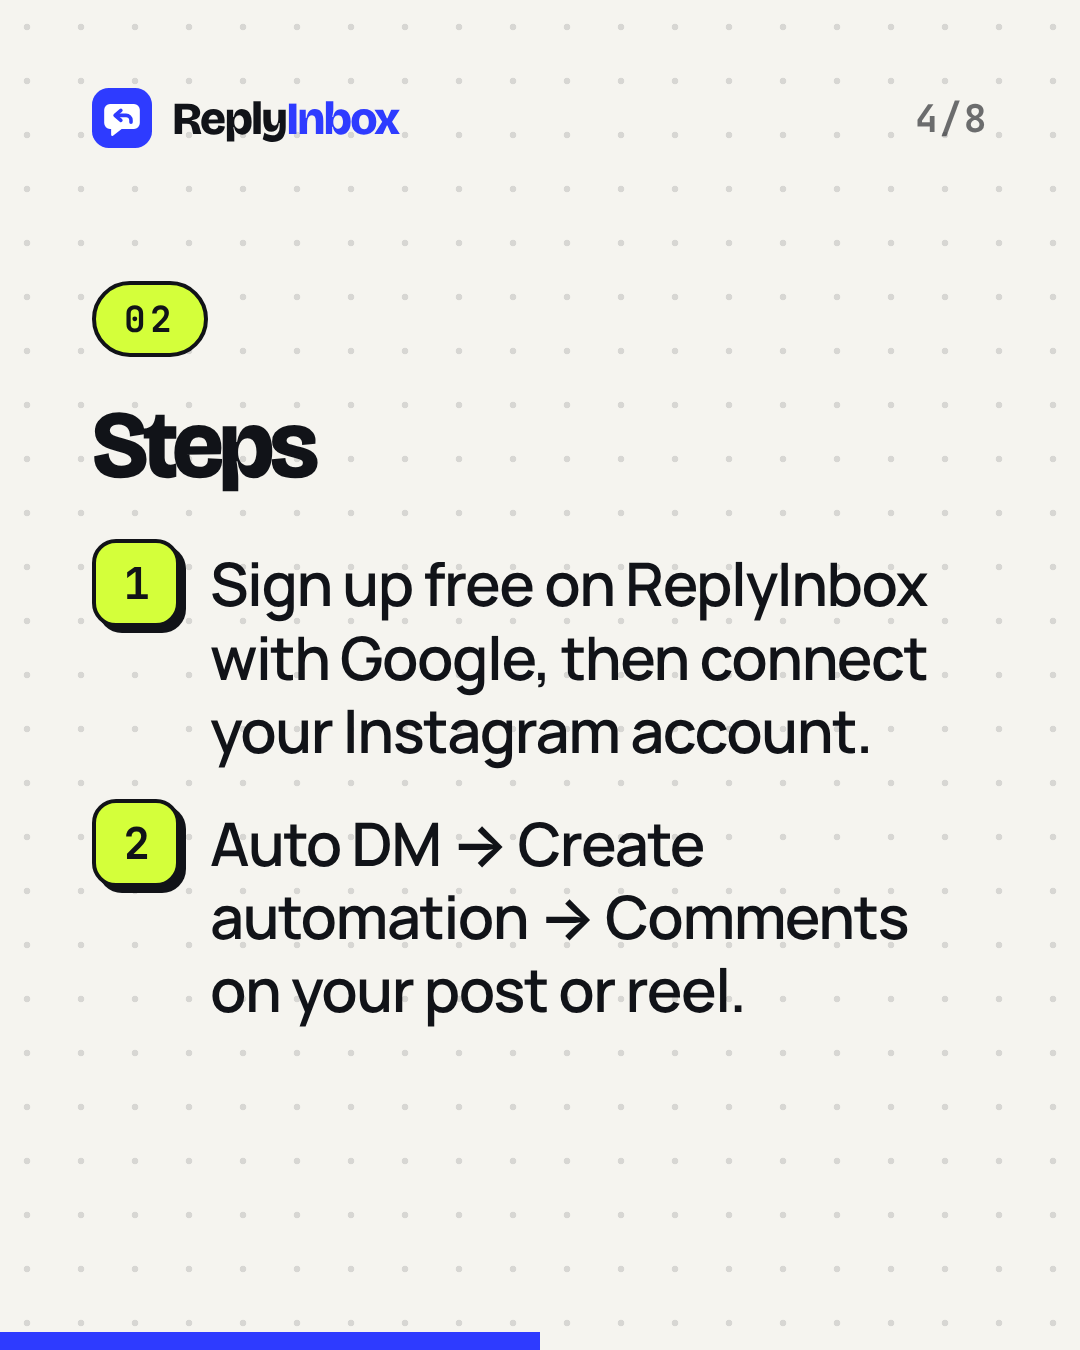 ReplyInbox
4/8
02
Steps
1
Sign up free on ReplyInbox
with Google, then connect
your Instagram account.
2
Auto DM → Create
automation → Comments
on your post or reel.